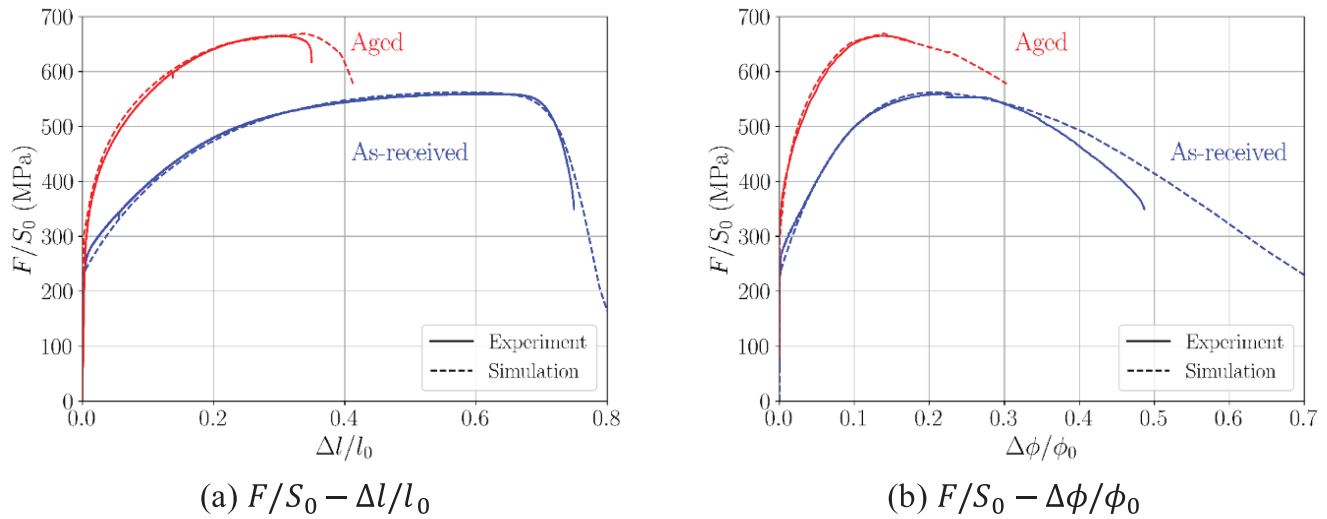 700
600
500
400
300
200
100
0
F/S₀ (MPa)
Aged
As-received
Experiment
Simulation
0.0 0.2 0.4 0.6 0.8
Δl/l₀
(a) F/S₀ − Δl/l₀
700
600
500
400
300
200
100
0
F/S₀ (MPa)
Aged
As-received
Experiment
Simulation
0.0 0.1 0.2 0.3 0.4 0.5 0.6 0.7
Δϕ/ϕ₀
(b) F/S₀ − Δϕ/ϕ₀